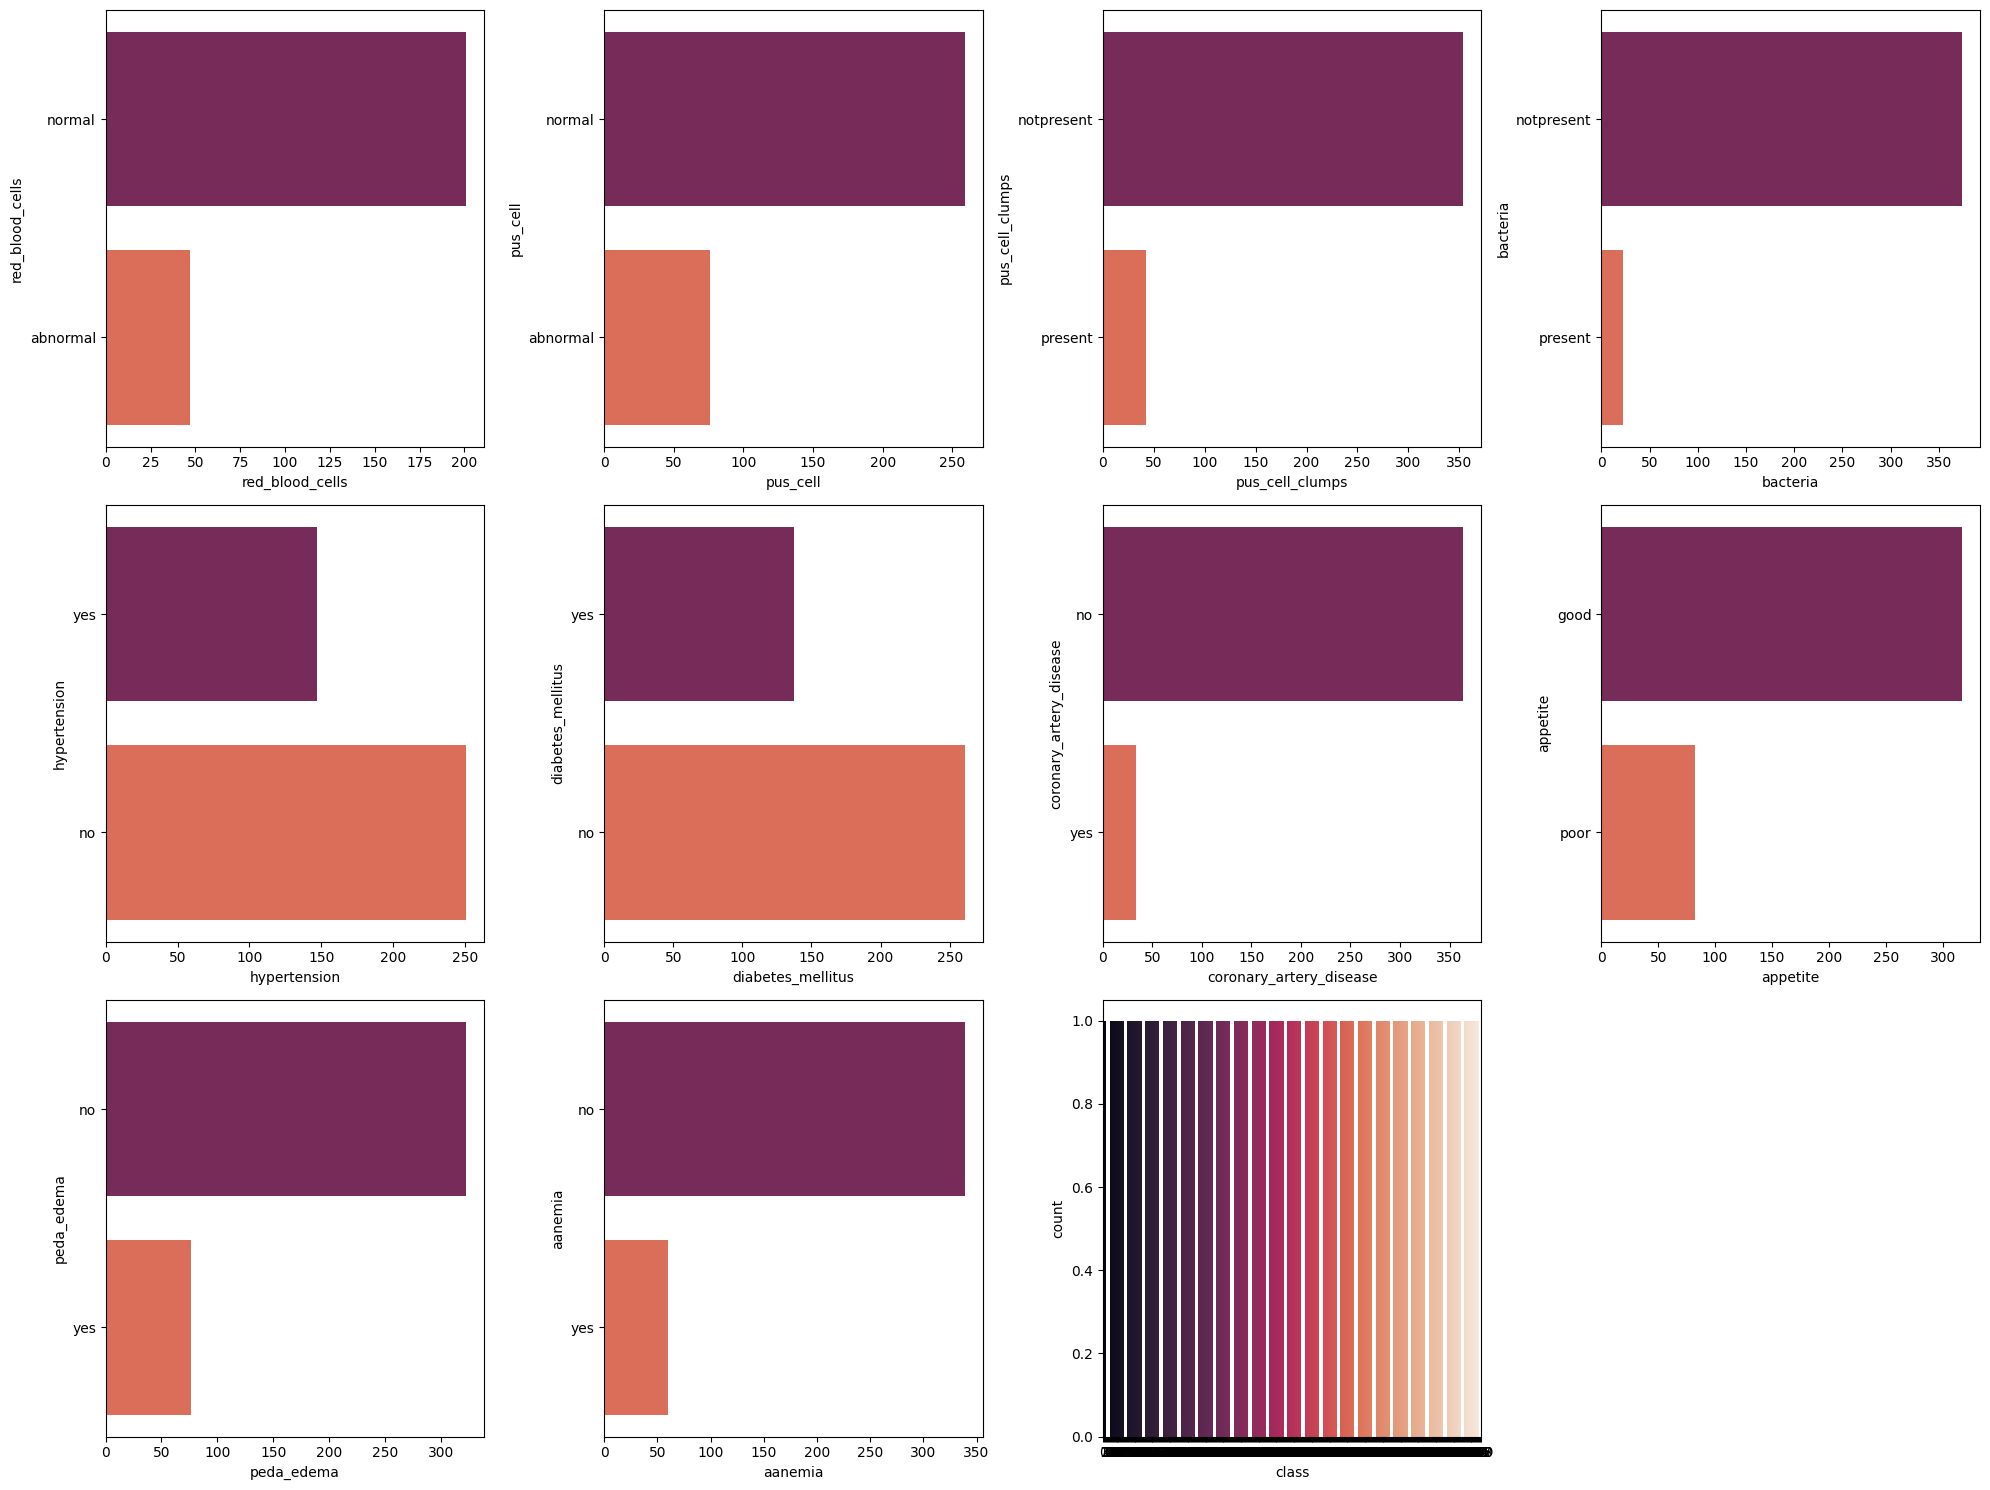 red_blood_cells
normal
abnormal
0 25 50 75 100 125 150 175 200
red_blood_cells
pus_cell
normal
abnormal
0 50 100 150 200 250
pus_cell
pus_cell_clumps
notpresent
present
0 50 100 150 200 250 300 350
pus_cell_clumps
bacteria
notpresent
present
0 50 100 150 200 250 300 350
bacteria
hypertension
yes
no
0 50 100 150 200 250
hypertension
diabetes_mellitus
yes
no
0 50 100 150 200 250
diabetes_mellitus
coronary_artery_disease
no
yes
0 50 100 150 200 250 300 350
coronary_artery_disease
appetite
good
poor
0 50 100 150 200 250 300
appetite
peda_edema
no
yes
0 50 100 150 200 250 300
peda_edema
aanemia
no
yes
0 50 100 150 200 250 300 350
aanemia
count
1.0
0.8
0.6
0.4
0.2
0.0
class